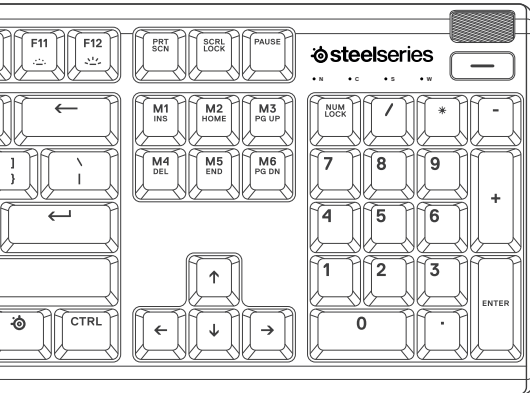 F11 F12 PRT SCRL PAUSE
SCN LOCK
steelseries
N C S W
M1 M2 M3 NUM / * -
INS HOME PG UP LOCK
] \ M4 M5 M6 7 8 9
} | DEL END PG DN
+
← ↵ 4 5 6
↑ 1 2 3
ENTER
CTRL ← ↓ → 0 .